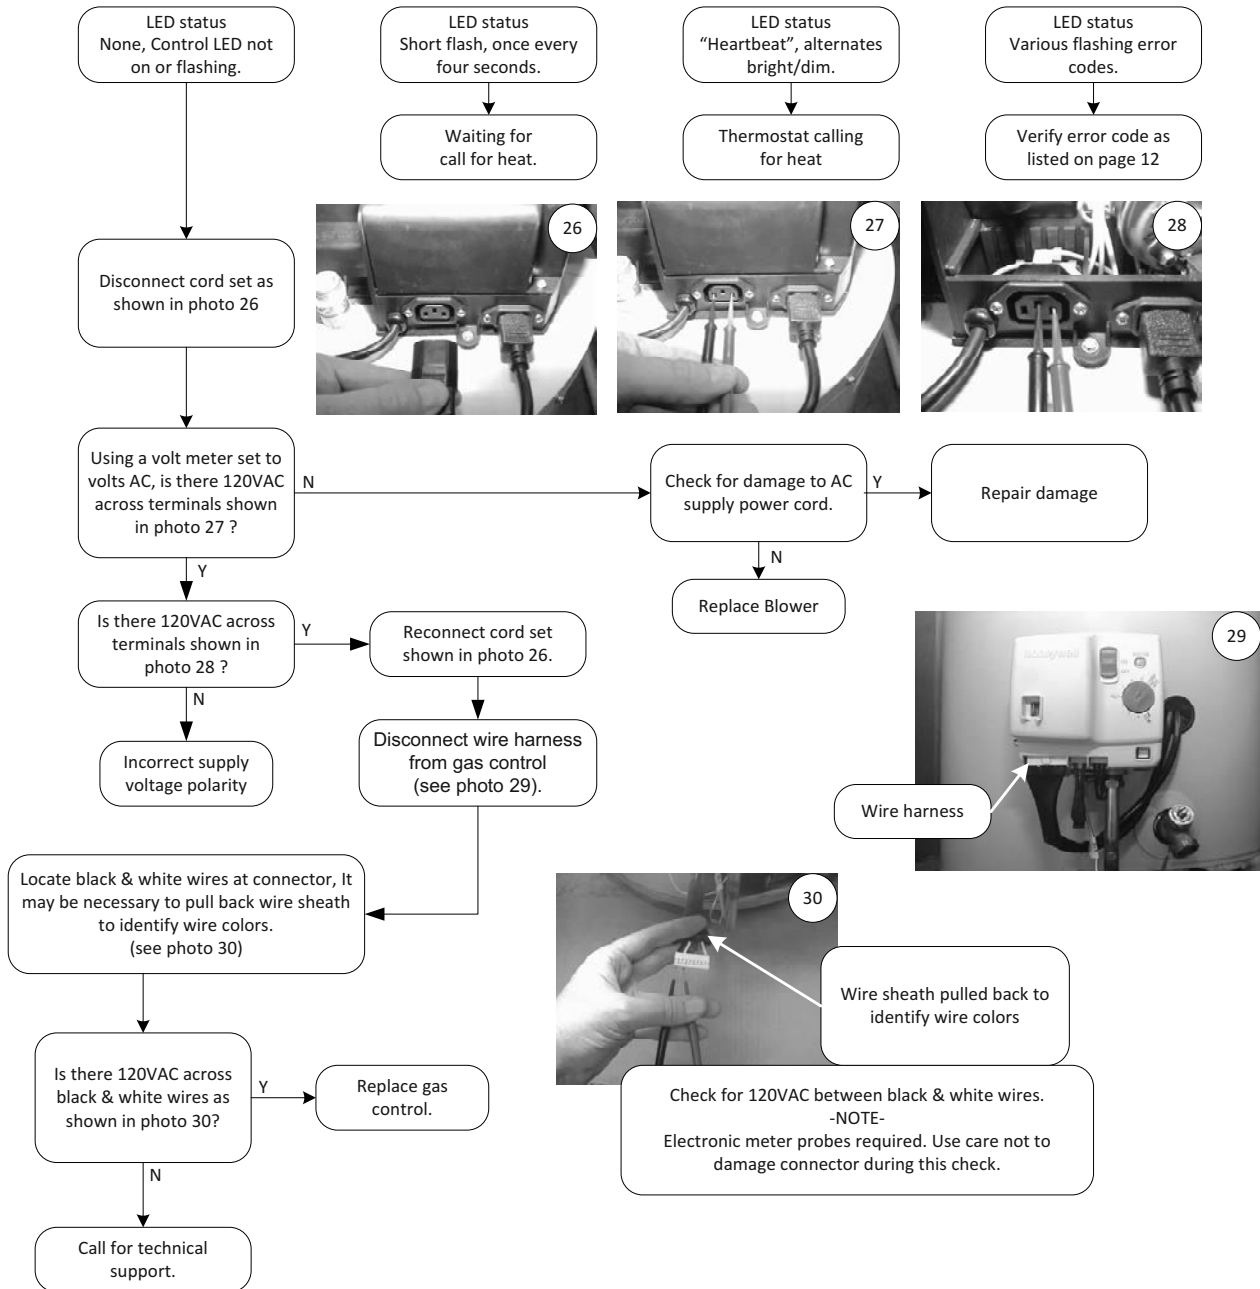 LED status
None, Control LED not
on or flashing.
LED status
Short flash, once every
four seconds.
LED status
“Heartbeat”, alternates
bright/dim.
LED status
Various flashing error
codes.
Waiting for
call for heat.
Thermostat calling
for heat
Verify error code as
listed on page 12
26
27
28
Disconnect cord set as
shown in photo 26
Using a volt meter set to
volts AC, is there 120VAC
across terminals shown
in photo 27 ?
N
Check for damage to AC
supply power cord.
Y
Repair damage
N
Replace Blower
Y
Is there 120VAC across
terminals shown in
photo 28 ?
Y
Reconnect cord set
shown in photo 26.
N
Incorrect supply
voltage polarity
Disconnect wire harness
from gas control
(see photo 29).
29
Honeywell
Wire harness
Locate black & white wires at connector, It
may be necessary to pull back wire sheath
to identify wire colors.
(see photo 30)
30
Wire sheath pulled back to
identify wire colors
Is there 120VAC across
black & white wires as
shown in photo 30?
Y
Replace gas
control.
Check for 120VAC between black & white wires.
-NOTE-
Electronic meter probes required. Use care not to
damage connector during this check.
N
Call for technical
support.